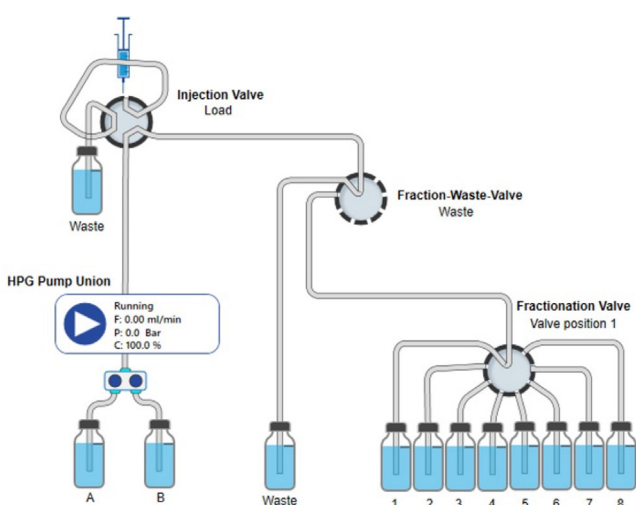 Injection Valve
Load
Waste
Fraction-Waste-Valve
Waste
HPG Pump Union
Running
F: 0.00 ml/min
P: 0.0 Bar
C: 100.0 %
Fractionation Valve
Valve position 1
A
B
Waste
1
2
3
4
5
6
7
8